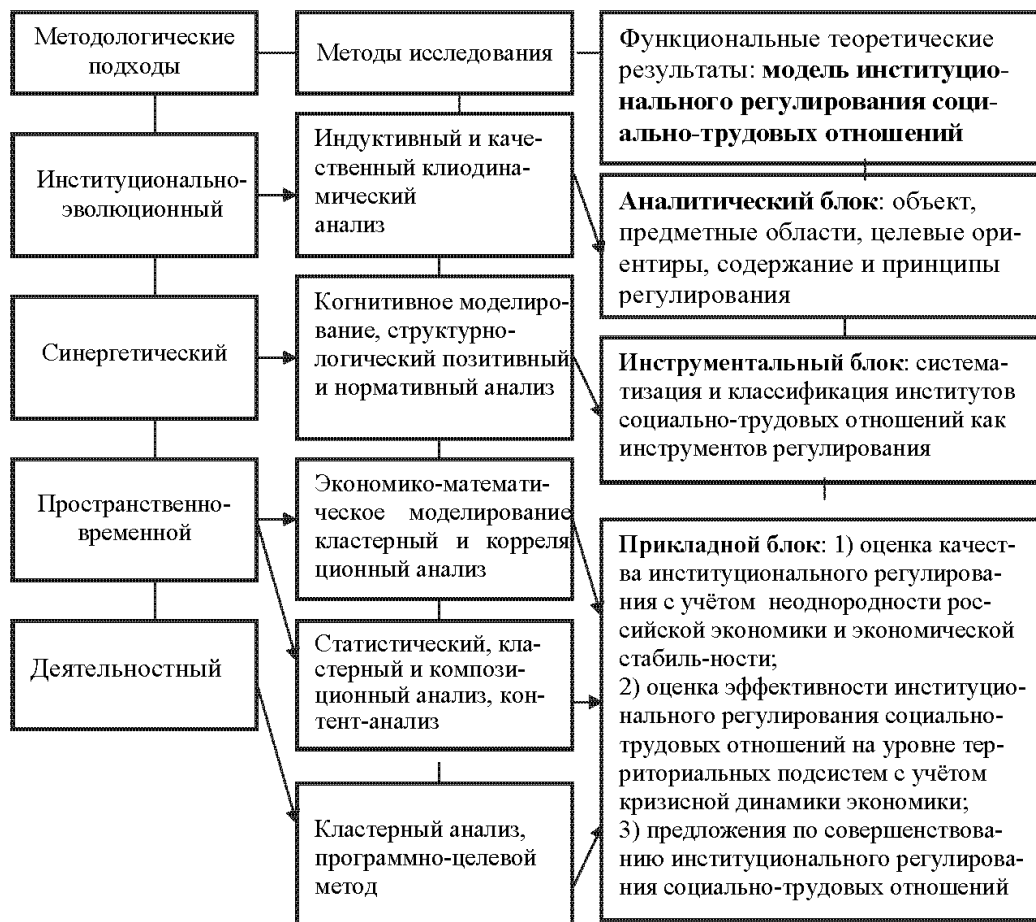 Методологические
подходы
Институционально-
эволюционный
Синергетический
Пространственно-
временной
Деятельностный
Методы исследования
Индуктивный и каче-
ственный клиодина-
мический
анализ
Когнитивное моделиро-
вание, структурно-
логический позитивный
и нормативный анализ
Экономико-математи-
ческое моделирование
кластерный и корреля
ционный анализ
Статистический, кла-
стерный и компози-
ционный анализ, кон-
тент-анализ
Кластерный анализ,
программно-целевой
метод
Функциональные теоретические
результаты: модель институцио-
нального регулирования соци-
ально-трудовых отношений
Аналитический блок: объект,
предметные области, целевые ори-
ентиры, содержание и принципы
регулирования
Инструментальный блок: система-
тизация и классификация институтов
социально-трудовых отношений как
инструментов регулирования
Прикладной блок: 1) оценка качест-
ва институционального регулирова-
ния с учётом неоднородности рос-
сийской экономики и экономической
стабиль-ности;
2) оценка эффективности институци-
онального регулирования социально-
трудовых отношений на уровне тер-
риториальных подсистем с учётом
кризисной динамики экономики;
3) предложения по совершенствова-
нию институционального регулирова-
ния социально-трудовых отношений